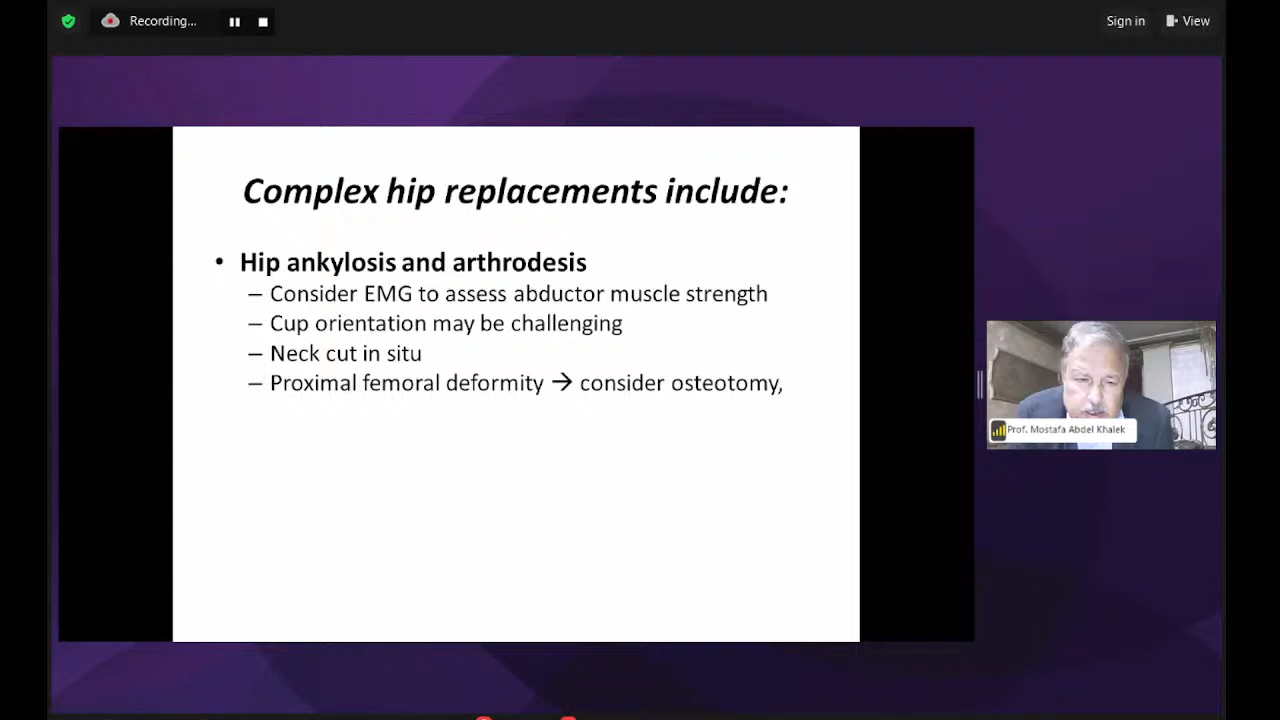 Recording...
Sign in
View
Complex hip replacements include:
• Hip ankylosis and arthrodesis
– Consider EMG to assess abductor muscle strength
– Cup orientation may be challenging
– Neck cut in situ
– Proximal femoral deformity → consider osteotomy,
Prof. Mostafa Abdel Khalek